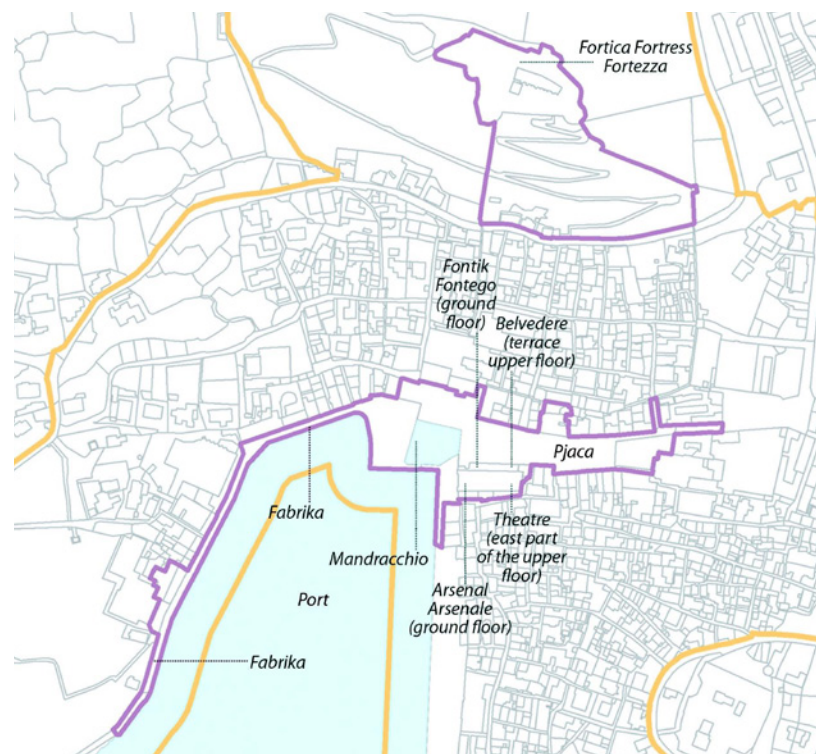 Fortica Fortress
Fortezza
Fontik
Fontego
(ground
floor)
Belvedere
(terrace
upper floor)
Pjaca
Fabrika
Mandracchio
Theatre
(east part
of the upper
floor)
Arsenal
Arsenale
(ground floor)
Port
Fabrika